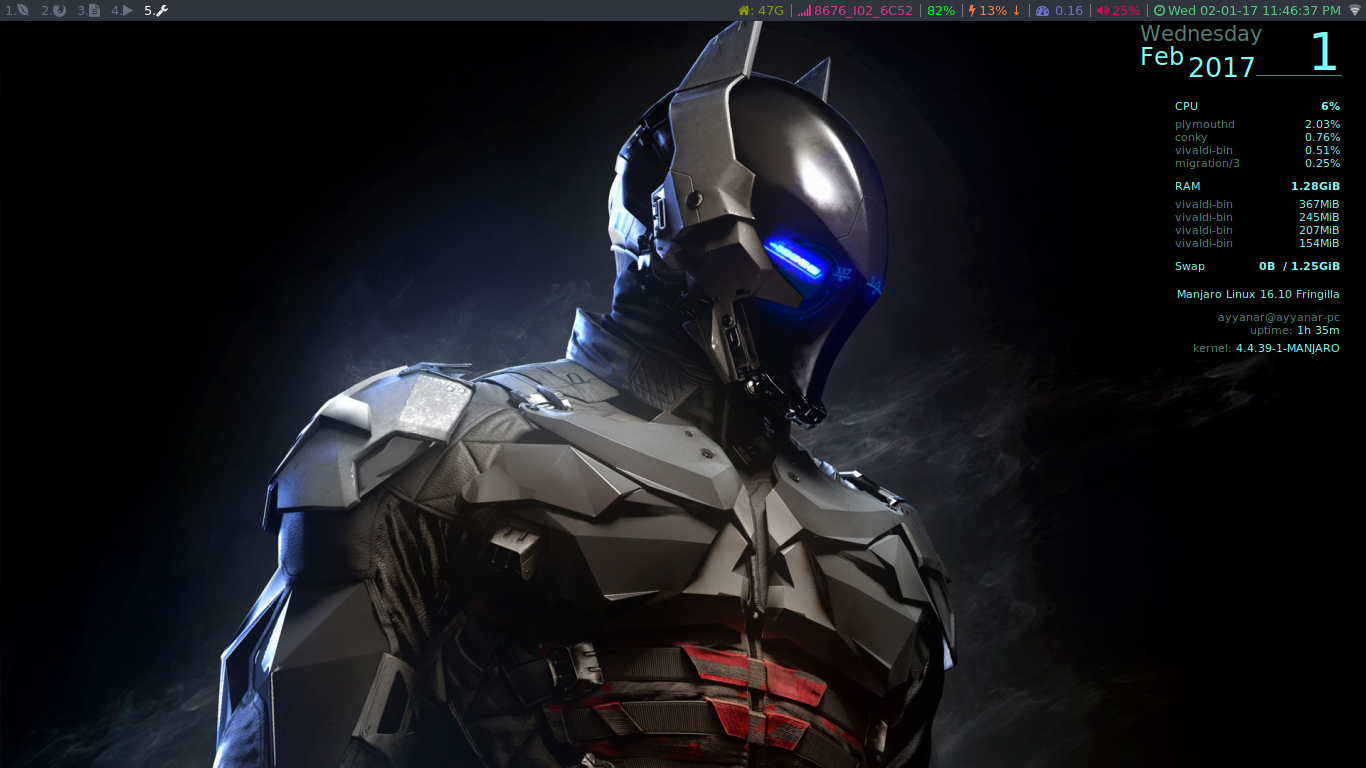 1. 2. 3. 4. 5. : 47G | 8676_I02_6C52 | 82% | 13% ↓ | 0.16 | 25% | Wed 02-01-17 11:46:37 PM
Wednesday 1
Feb 2017
CPU 6%
plymouthd 2.03%
conky 0.76%
vivaldi-bin 0.51%
migration/3 0.25%
RAM 1.28GiB
vivaldi-bin 367MiB
vivaldi-bin 245MiB
vivaldi-bin 207MiB
vivaldi-bin 154MiB
Swap 0B / 1.25GiB
Manjaro Linux 16.10 Fringilla
ayyanar@ayyanar-pc
uptime: 1h 35m
kernel: 4.4.39-1-MANJARO